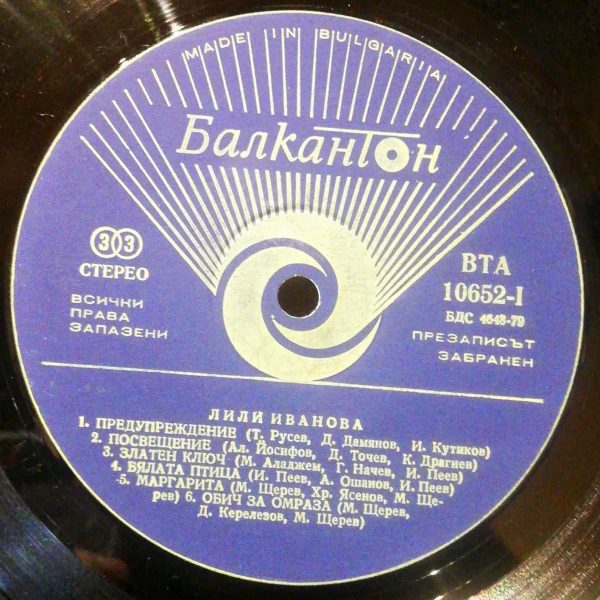 MADE IN BULGARIA
Балкантон
33
СТЕРЕО
ВСИЧКИ
ПРАВА
ЗАПАЗЕНИ
ВТА
10652-I
БДС 4643-79
ПРЕЗАПИСЪТ
ЗАБРАНЕН
ЛИЛИ ИВАНОВА
1. ПРЕДУПРЕЖДЕНИЕ (Т. Русев, Д. Дамянов, И. Кутиков)
2. ПОСВЕЩЕНИЕ (Ал. Йосифов, Д. Точев, К. Драгнев)
3. ЗЛАТЕН КЛЮЧ (М. Аладжем, Г. Начев, И. Пеев)
4. БЯЛАТА ПТИЦА (И. Пеев, А. Ошанов, И. Пеев)
5. МАРГАРИТА (М. Щерев, Хр. Ясенов, М. Ще-
рев) 6. ОБИЧ ЗА ОМРАЗА (М. Щерев,
Д. Керелезов, М. Щерев)